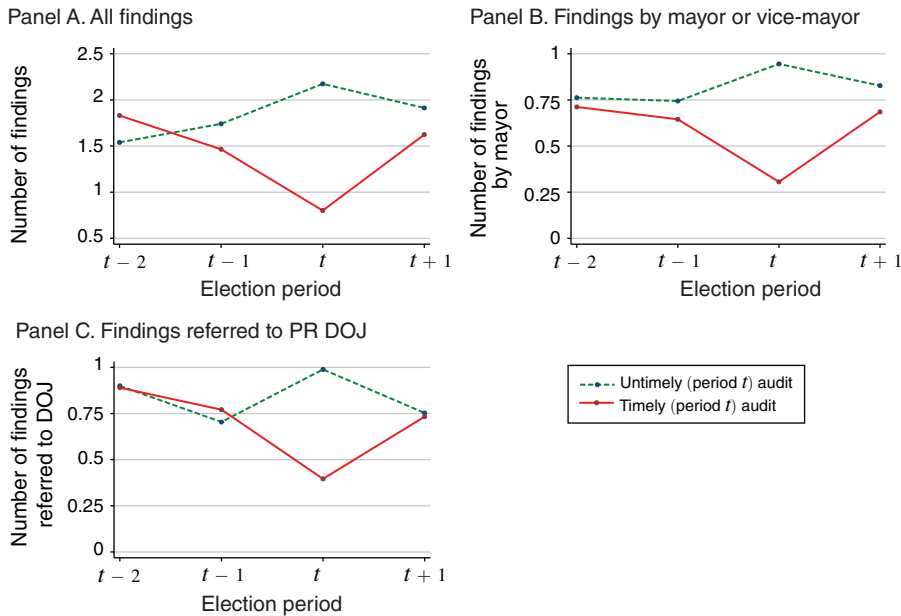 Panel A. All findings
Number of findings
2.5
2
1.5
1
0.5
t − 2
t − 1
t
t + 1
Election period
Panel B. Findings by mayor or vice-mayor
Number of findings
by mayor
1
0.75
0.5
0.25
0
t − 2
t − 1
t
t + 1
Election period
Panel C. Findings referred to PR DOJ
Number of findings
referred to DOJ
1
0.75
0.5
0.25
0
t − 2
t − 1
t
t + 1
Election period
Untimely (period t) audit
Timely (period t) audit